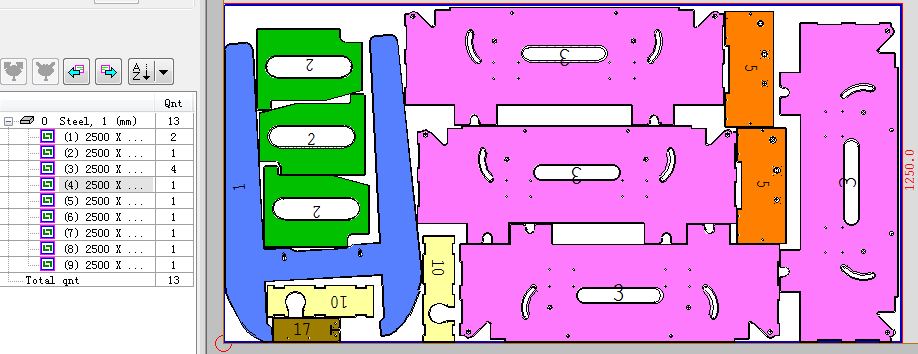 A
Z
Qnt
0 Steel, 1 (mm) 13
(1) 2500 X ... 2
(2) 2500 X ... 1
(3) 2500 X ... 4
(4) 2500 X ... 1
(5) 2500 X ... 1
(6) 2500 X ... 1
(7) 2500 X ... 1
(8) 2500 X ... 1
(9) 2500 X ... 1
Total qnt 13
1
2
2
2
10
17
10
3
3
3
5
5
3
1250.0